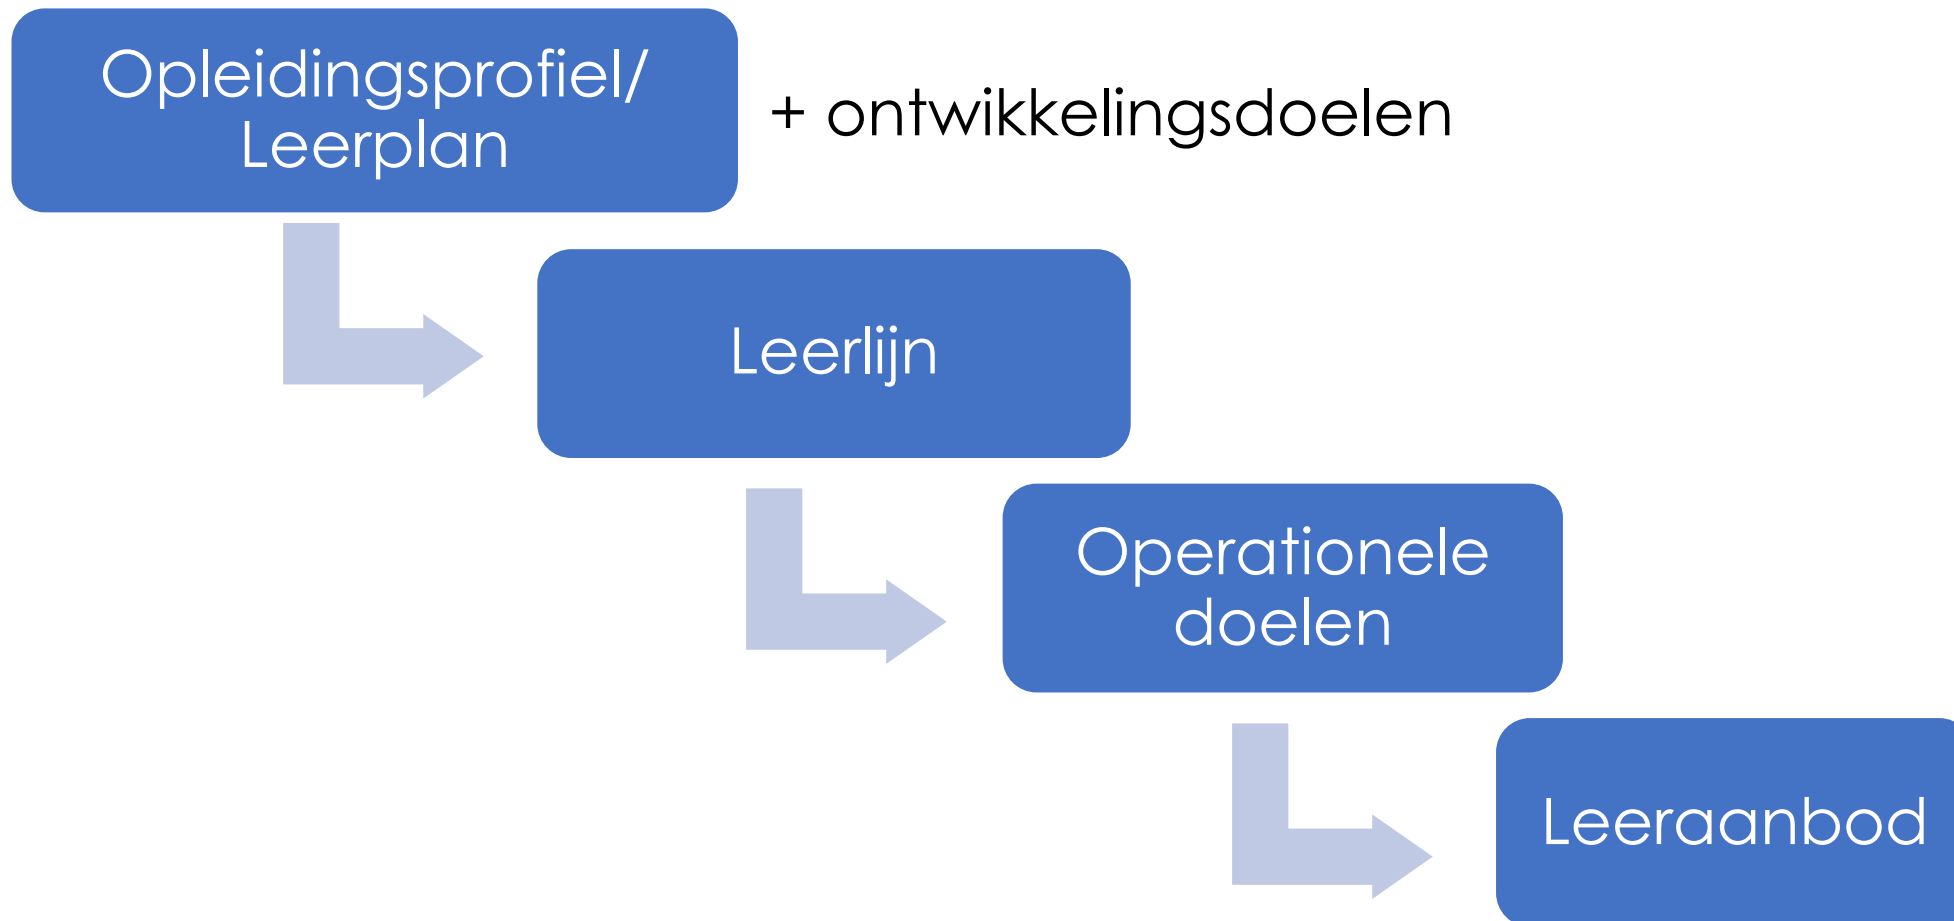 Opleidingsprofiel/
Leerplan
+ ontwikkelingsdoelen
Leerlijn
Operationele
doelen
Leeraanbod